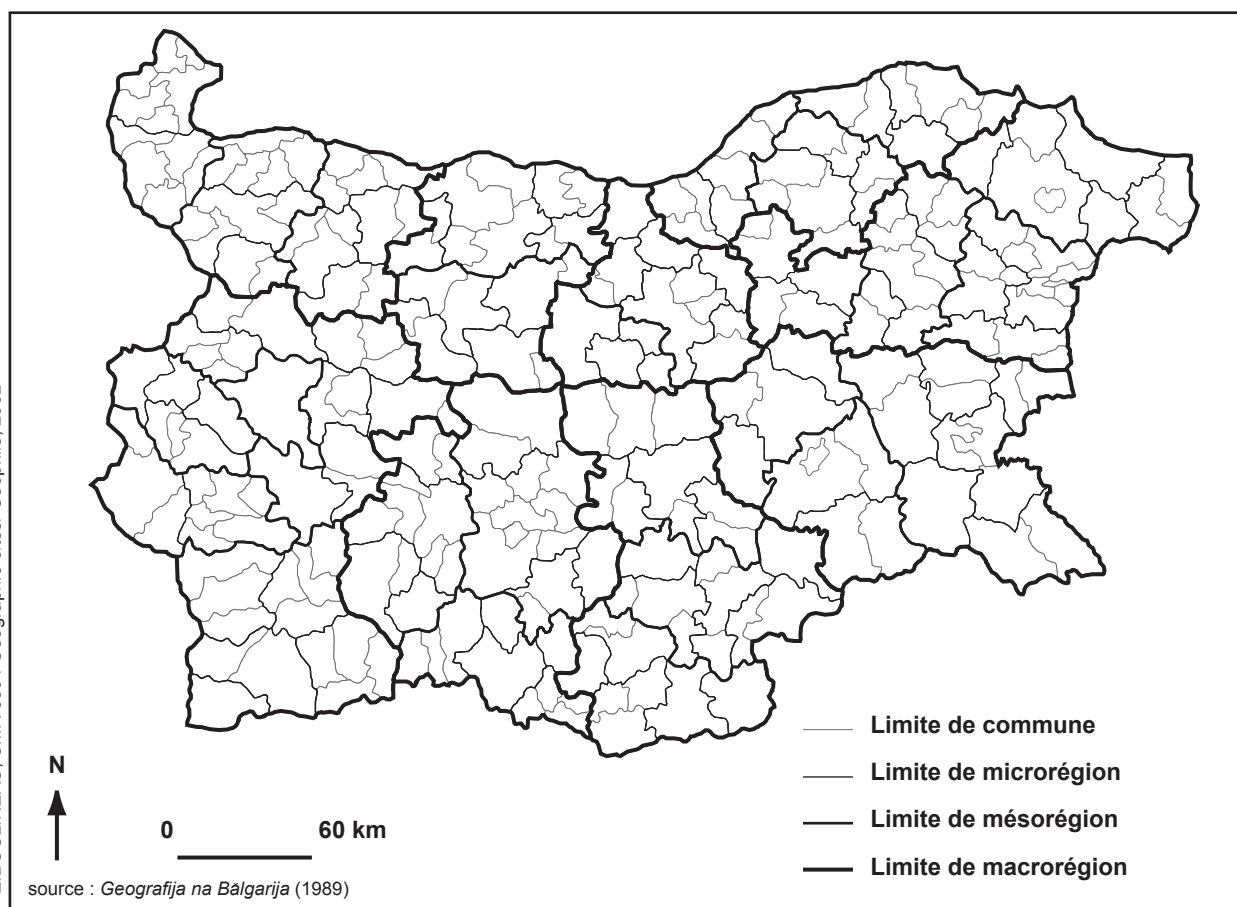 Limite de commune
Limite de microrégion
Limite de mésorégion
Limite de macrorégion
N
0 60 km
source : Geografija na Bălgarija (1989)